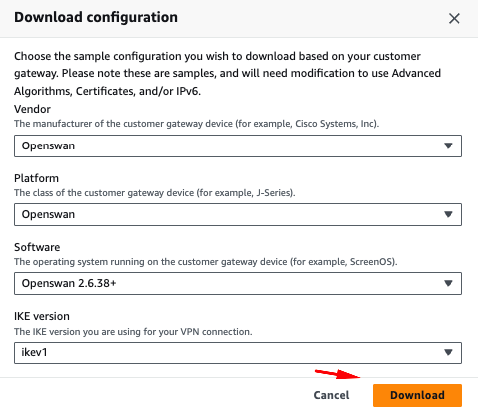 Download configuration
Choose the sample configuration you wish to download based on your customer
gateway. Please note these are samples, and will need modification to use Advanced
Algorithms, Certificates, and/or IPv6.
Vendor
The manufacturer of the customer gateway device (for example, Cisco Systems, Inc).
Openswan
Platform
The class of the customer gateway device (for example, J-Series).
Openswan
Software
The operating system running on the customer gateway device (for example, ScreenOS).
Openswan 2.6.38+
IKE version
The IKE version you are using for your VPN connection.
ikev1
Cancel Download